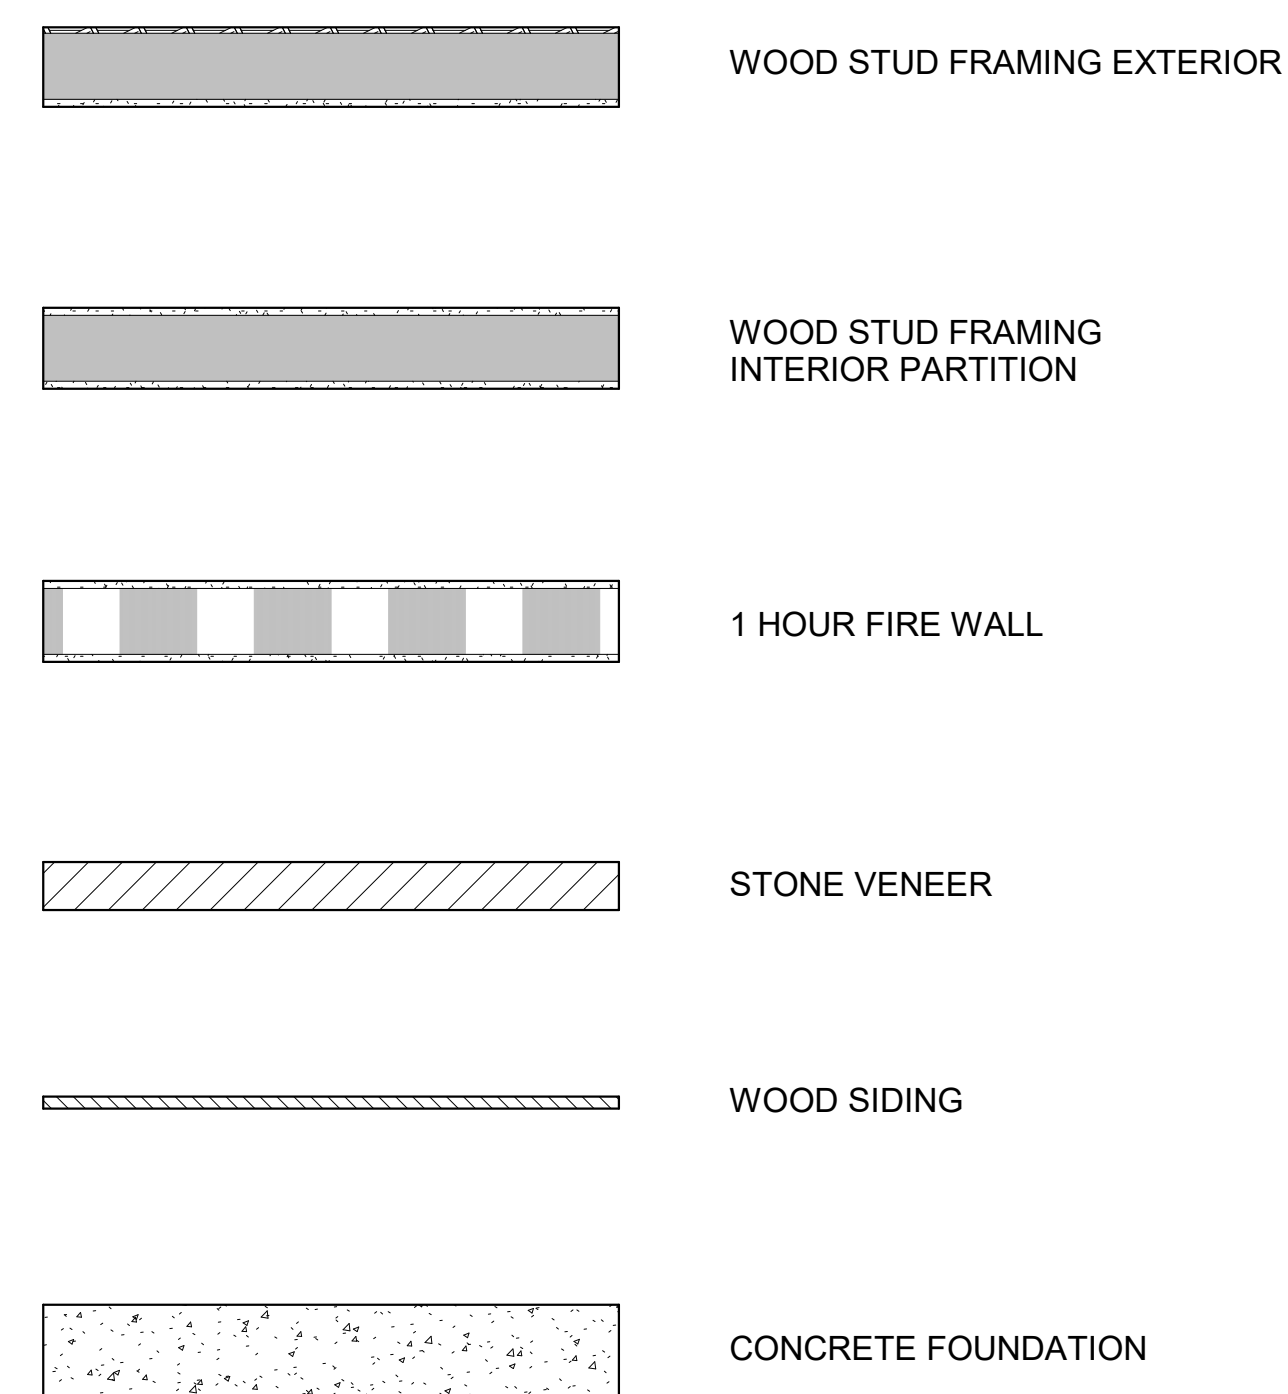 WOOD STUD FRAMING EXTERIOR
WOOD STUD FRAMING
INTERIOR PARTITION
1 HOUR FIRE WALL
STONE VENEER
WOOD SIDING
CONCRETE FOUNDATION